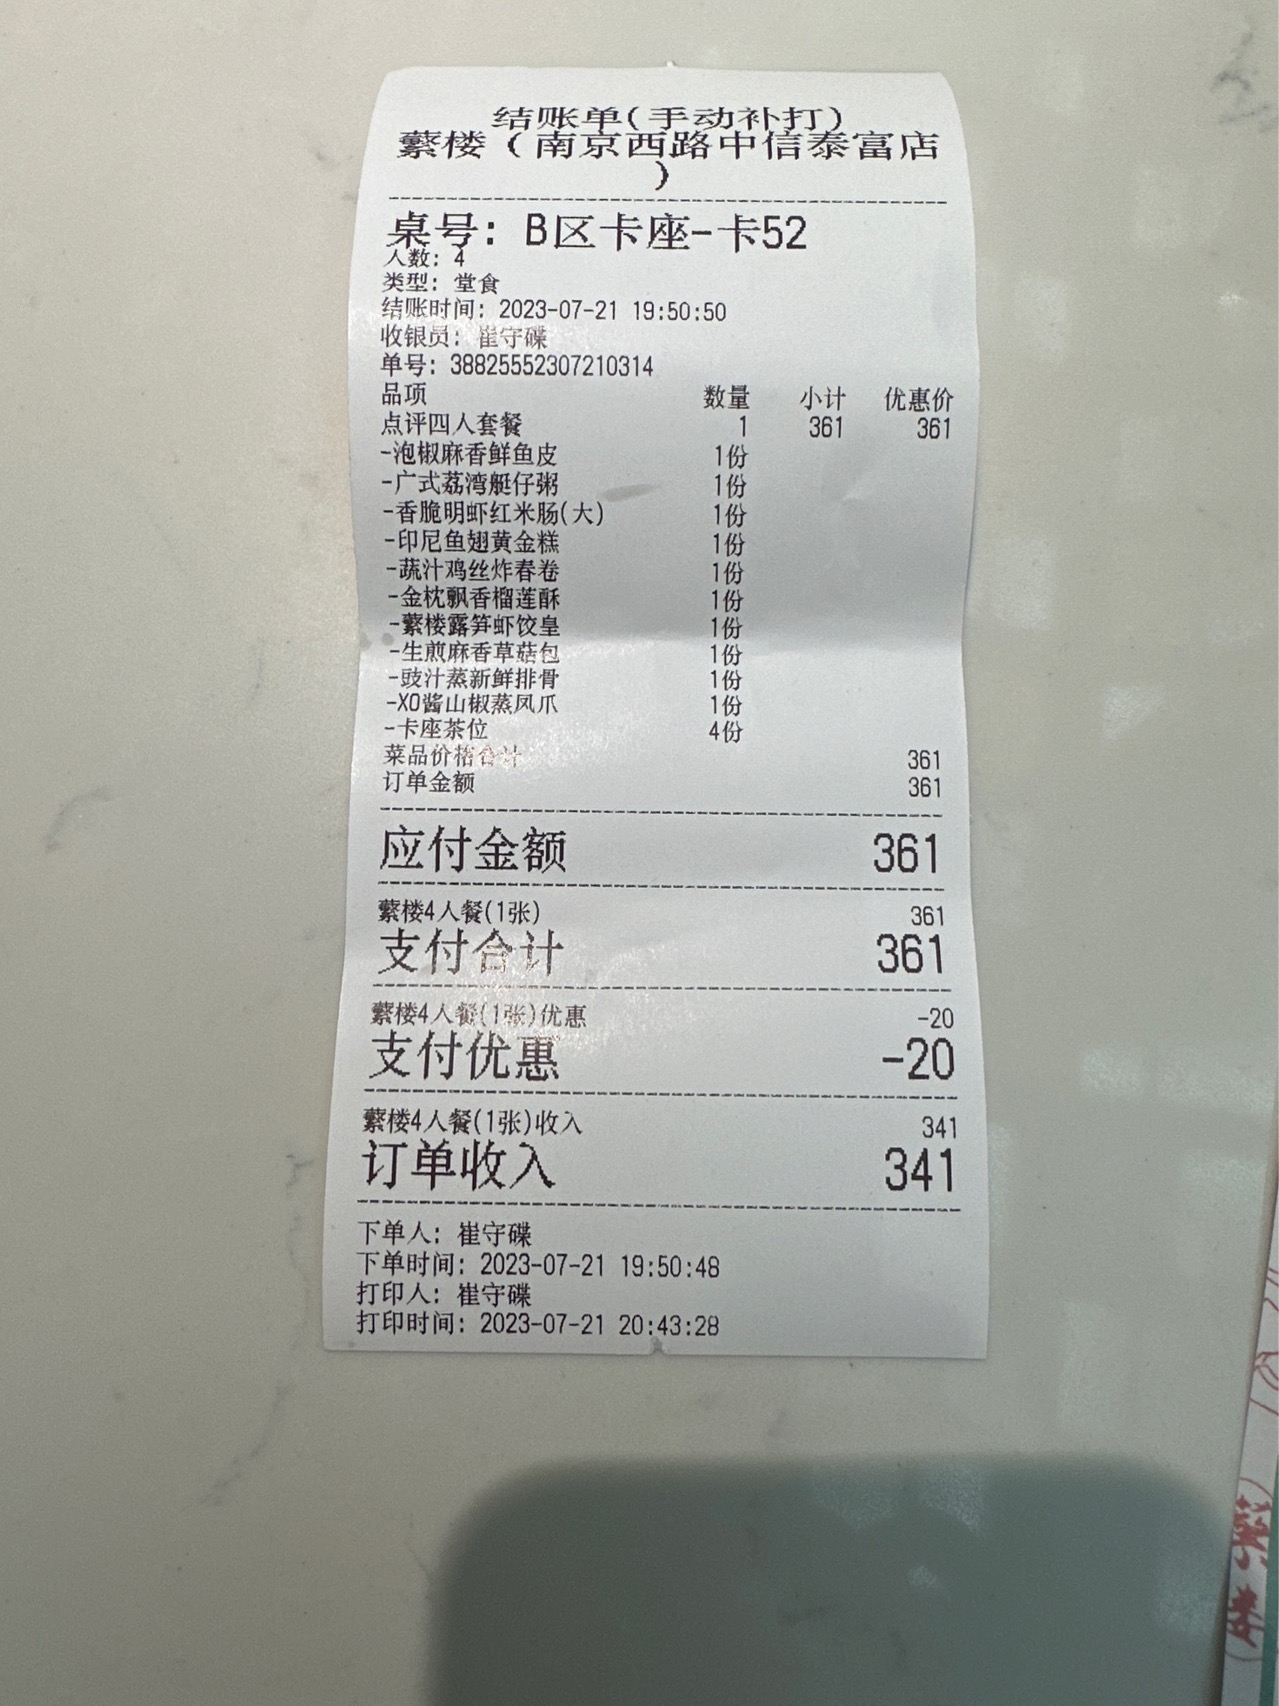 结账单(手动补打)
蘩楼（南京西路中信泰富店
）
桌号: B区卡座-卡52
人数: 4
类型: 堂食
结账时间: 2023-07-21 19:50:50
收银员: 崔守碟
单号: 38825552307210314
品项 数量 小计 优惠价
点评四人套餐 1 361 361
-泡椒麻香鲜鱼皮 1份
-广式荔湾艇仔粥 1份
-香脆明虾红米肠(大) 1份
-印尼鱼翅黄金糕 1份
-蔬汁鸡丝炸春卷 1份
-金枕飘香榴莲酥 1份
-蘩楼露笋虾饺皇 1份
-生煎麻香草菇包 1份
-豉汁蒸新鲜排骨 1份
-XO酱山椒蒸凤爪 1份
-卡座茶位 4份
菜品价格合计 361
订单金额 361
应付金额 361
蘩楼4人餐(1张) 361
支付合计 361
蘩楼4人餐(1张)优惠 -20
支付优惠 -20
蘩楼4人餐(1张)收入 341
订单收入 341
下单人: 崔守碟
下单时间: 2023-07-21 19:50:48
打印人: 崔守碟
打印时间: 2023-07-21 20:43:28
蘩楼